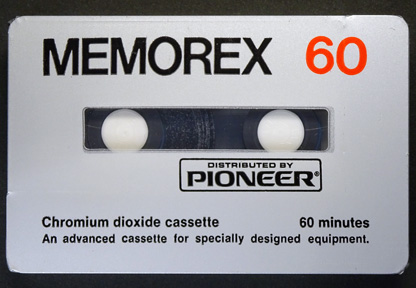 MEMOREX 60
DISTRIBUTED BY
PIONEER®
Chromium dioxide cassette 60 minutes
An advanced cassette for specially designed equipment.